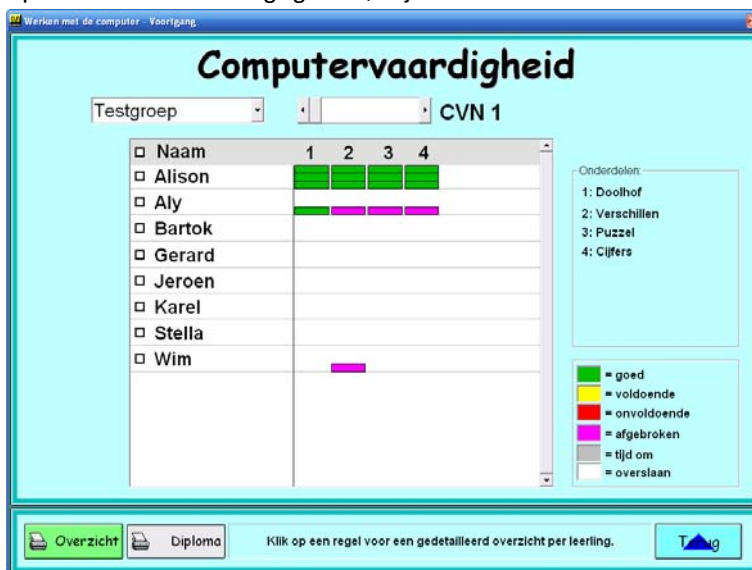 Werken met de computer - Voortgang
Computervaardigheid
Testgroep CVN 1
Naam 1 2 3 4
Alison
Aly
Bartok
Gerard
Jeroen
Karel
Stella
Wim
Onderdelen:
1: Doolhof
2: Verschillen
3: Puzzel
4: Cijfers
= goed
= voldoende
= onvoldoende
= afgebroken
= tijd om
= overslaan
Overzicht Diploma Klik op een regel voor een gedetailleerd overzicht per leerling.